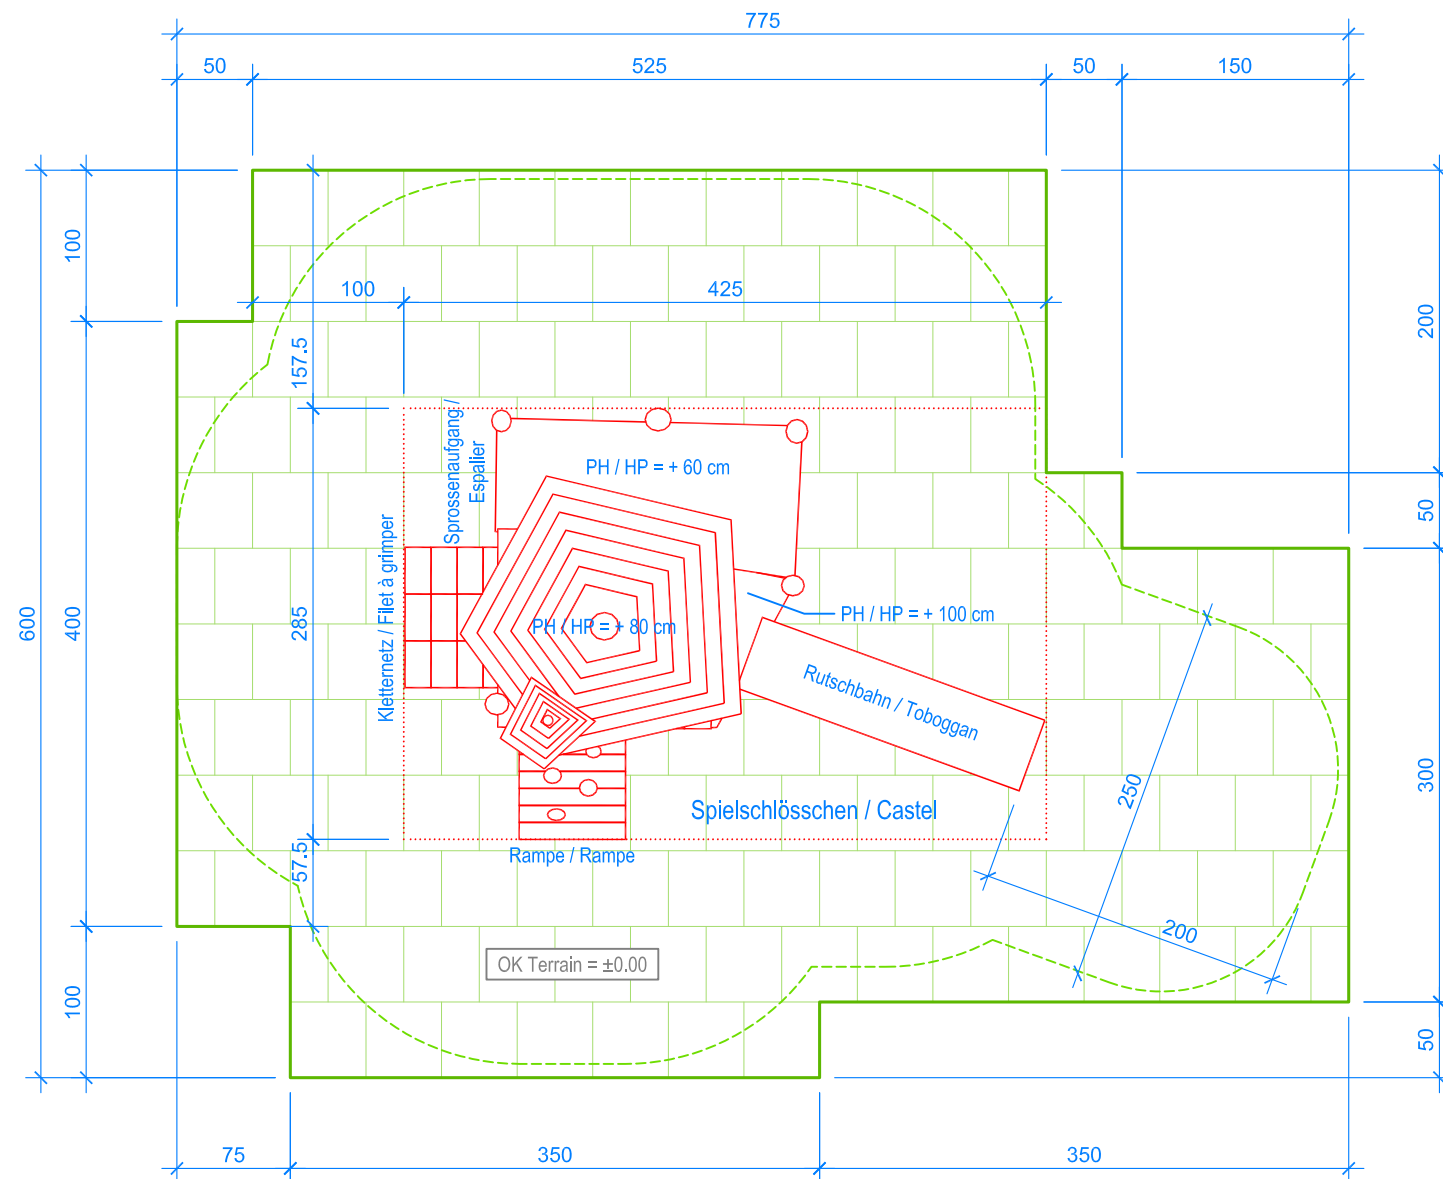 775
50
525
50
150
100
425
100
157.5
200
Sprossenaufgang /
Espalier
PH / HP = + 60 cm
50
Kletternetz / Filet à grimper
600
400
285
PH / HP = + 80 cm
PH / HP = + 100 cm
Rutschbahn / Toboggan
300
250
Spielschlösschen / Castel
57.5
Rampe / Rampe
200
OK Terrain = ±0.00
100
50
75
350
350